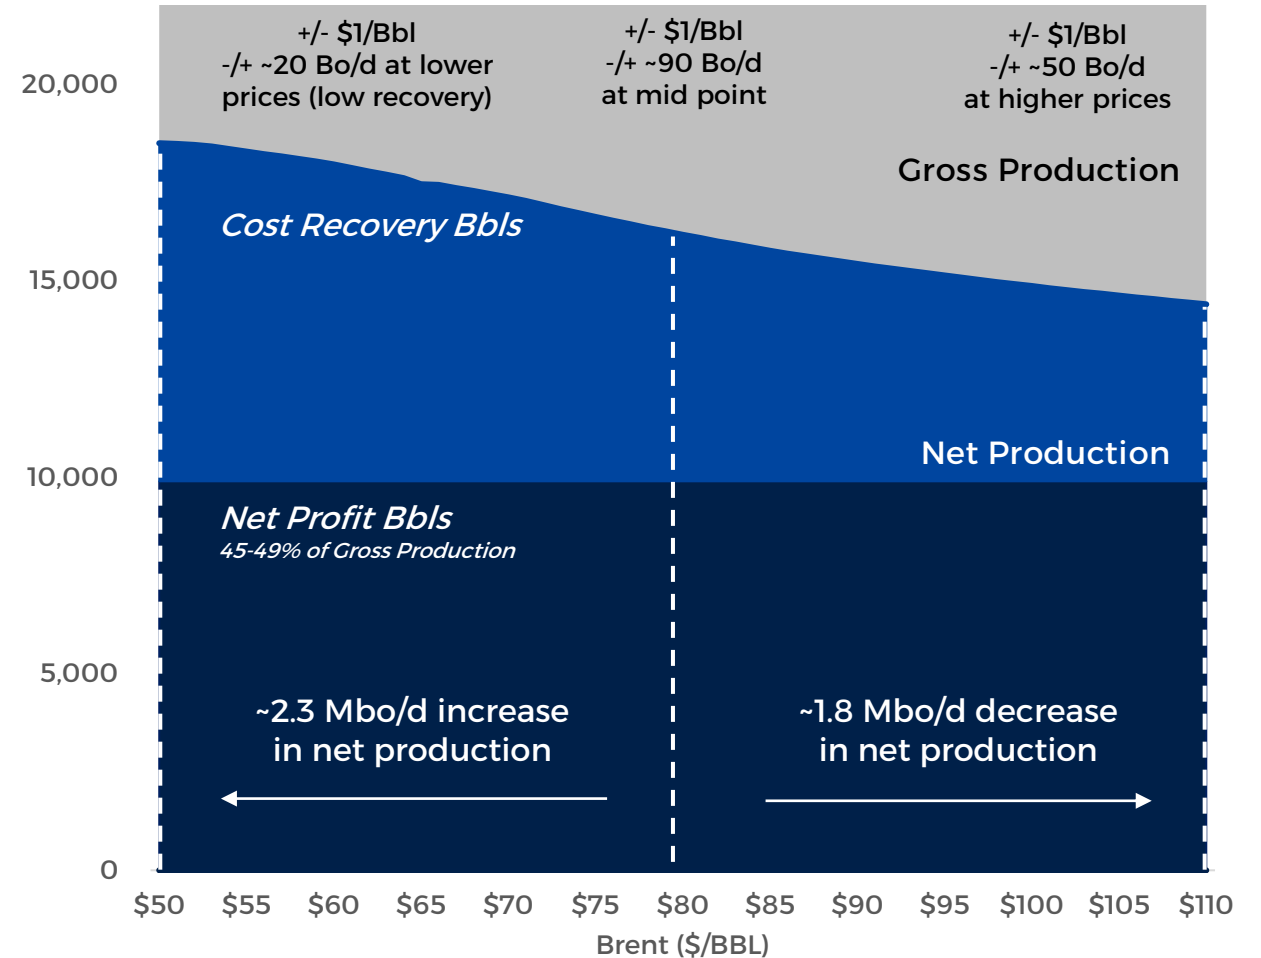 +/- $1/Bbl
-/+ ~20 Bo/d at lower
prices (low recovery)
+/- $1/Bbl
-/+ ~90 Bo/d
at mid point
+/- $1/Bbl
-/+ ~50 Bo/d
at higher prices
Gross Production
Cost Recovery Bbls
Net Production
Net Profit Bbls
45-49% of Gross Production
~2.3 Mbo/d increase
in net production
~1.8 Mbo/d decrease
in net production
20,000
15,000
10,000
5,000
0
$50 $55 $60 $65 $70 $75 $80 $85 $90 $95 $100 $105 $110
Brent ($/BBL)